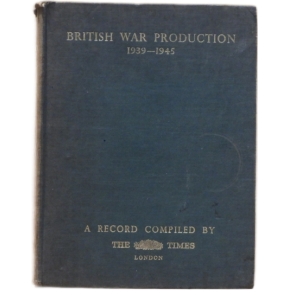 BRITISH WAR PRODUCTION
1939—1945
A RECORD COMPILED BY
THE TIMES
LONDON